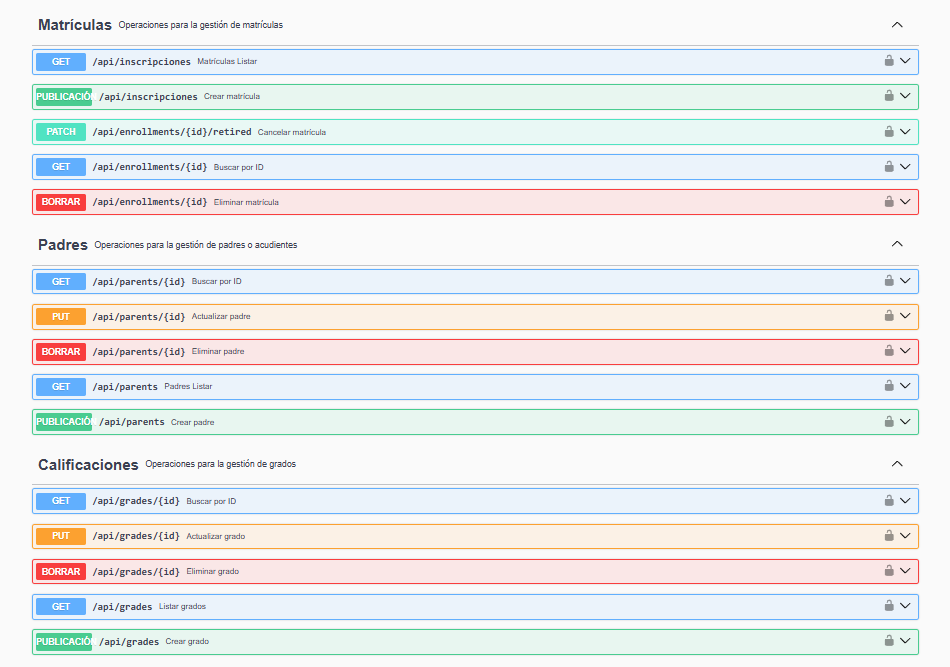 Matrículas Operaciones para la gestión de matrículas
GET /api/inscripciones Matrículas Listar
PUBLICACIÓN /api/inscripciones Crear matrícula
PATCH /api/enrollments/{id}/retired Cancelar matrícula
GET /api/enrollments/{id} Buscar por ID
BORRAR /api/enrollments/{id} Eliminar matrícula
Padres Operaciones para la gestión de padres o acudientes
GET /api/parents/{id} Buscar por ID
PUT /api/parents/{id} Actualizar padre
BORRAR /api/parents/{id} Eliminar padre
GET /api/parents Padres Listar
PUBLICACIÓN /api/parents Crear padre
Calificaciones Operaciones para la gestión de grados
GET /api/grades/{id} Buscar por ID
PUT /api/grades/{id} Actualizar grado
BORRAR /api/grades/{id} Eliminar grado
GET /api/grades Listar grados
PUBLICACIÓN /api/grades Crear grado